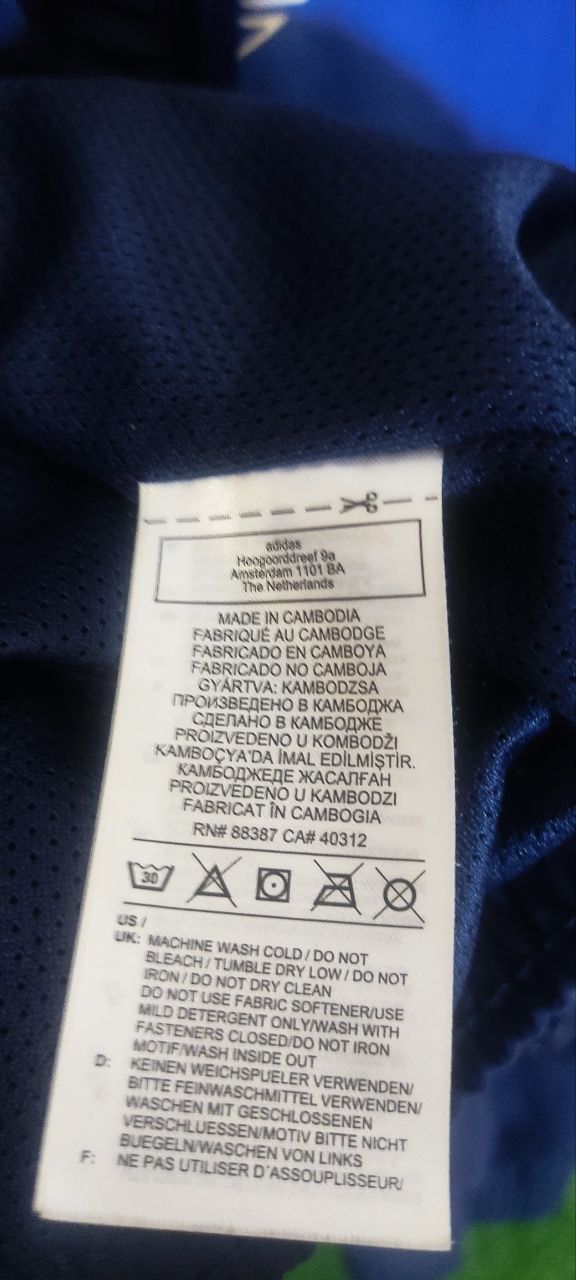 adidas
Hoogoorddreef 9a
Amsterdam 1101 BA
The Netherlands
MADE IN CAMBODIA
FABRIQUÉ AU CAMBODGE
FABRICADO EN CAMBOYA
FABRICADO NO CAMBOJA
GYÁRTVA: KAMBODZSA
ПРОИЗВЕДЕНО В КАМБОДЖА
СДЕЛАНО В КАМБОДЖЕ
PROIZVEDENO U KOMBODŽI
KAMBOÇYA'DA İMAL EDİLMİŞTİR.
КАМБОДЖЕДЕ ЖАСАЛҒАН
PROIZVEDENO U KAMBODZI
FABRICAT ÎN CAMBOGIA
RN# 88387 CA# 40312
30
US /
UK: MACHINE WASH COLD / DO NOT
BLEACH / TUMBLE DRY LOW / DO NOT
IRON / DO NOT DRY CLEAN
DO NOT USE FABRIC SOFTENER/USE
MILD DETERGENT ONLY/WASH WITH
FASTENERS CLOSED/DO NOT IRON
MOTIF/WASH INSIDE OUT
D: KEINEN WEICHSPUELER VERWENDEN/
BITTE FEINWASCHMITTEL VERWENDEN/
WASCHEN MIT GESCHLOSSENEN
VERSCHLUESSEN/MOTIV BITTE NICHT
BUEGELN/WASCHEN VON LINKS
F: NE PAS UTILISER D´ASSOUPLISSEUR/